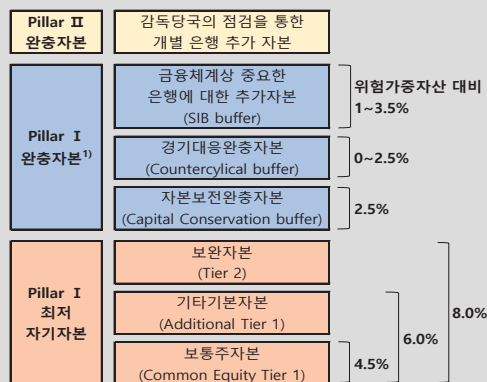 Pillar Ⅱ
완충자본
감독당국의 점검을 통한
개별 은행 추가 자본
Pillar Ⅰ
완충자본1)
금융체계상 중요한
은행에 대한 추가자본
(SIB buffer)
위험가중자산 대비
1~3.5%
경기대응완충자본
(Countercylical buffer)
0~2.5%
자본보전완충자본
(Capital Conservation buffer)
2.5%
Pillar Ⅰ
최저
자기자본
보완자본
(Tier 2)
기타기본자본
(Additional Tier 1)
보통주자본
(Common Equity Tier 1)
4.5%
6.0%
8.0%